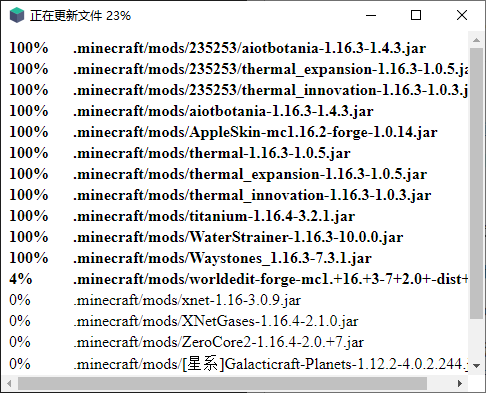 正在更新文件 23%
100% .minecraft/mods/235253/aiotbotania-1.16.3-1.4.3.jar
100% .minecraft/mods/235253/thermal_expansion-1.16.3-1.0.5.ja
100% .minecraft/mods/235253/thermal_innovation-1.16.3-1.0.3.j
100% .minecraft/mods/aiotbotania-1.16.3-1.4.3.jar
100% .minecraft/mods/AppleSkin-mc1.16.2-forge-1.0.14.jar
100% .minecraft/mods/thermal-1.16.3-1.0.5.jar
100% .minecraft/mods/thermal_expansion-1.16.3-1.0.5.jar
100% .minecraft/mods/thermal_innovation-1.16.3-1.0.3.jar
100% .minecraft/mods/titanium-1.16.4-3.2.1.jar
100% .minecraft/mods/WaterStrainer-1.16.3-10.0.0.jar
100% .minecraft/mods/Waystones_1.16.3-7.3.1.jar
4% .minecraft/mods/worldedit-forge-mc1.+16.+3-7+2.0+-dist+
0% .minecraft/mods/xnet-1.16-3.0.9.jar
0% .minecraft/mods/XNetGases-1.16.4-2.1.0.jar
0% .minecraft/mods/ZeroCore2-1.16.4-2.0.+7.jar
0% .minecraft/mods/[星系]Galacticraft-Planets-1.12.2-4.0.2.244.j